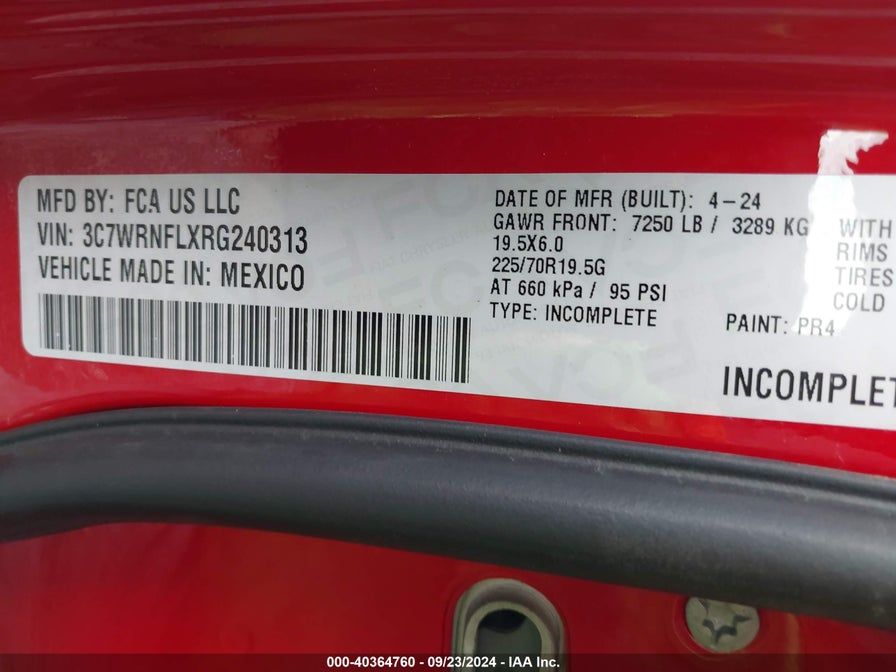 MFD BY: FCA US LLC
VIN: 3C7WRNFLXRG240313
VEHICLE MADE IN: MEXICO
DATE OF MFR (BUILT): 4-24
GAWR FRONT: 7250 LB / 3289 KG WITH
19.5X6.0 RIMS
225/70R19.5G TIRES
AT 660 kPa / 95 PSI COLD
TYPE: INCOMPLETE
PAINT: PR4
INCOMPLET
000-40364760 - 09/23/2024 - IAA Inc.